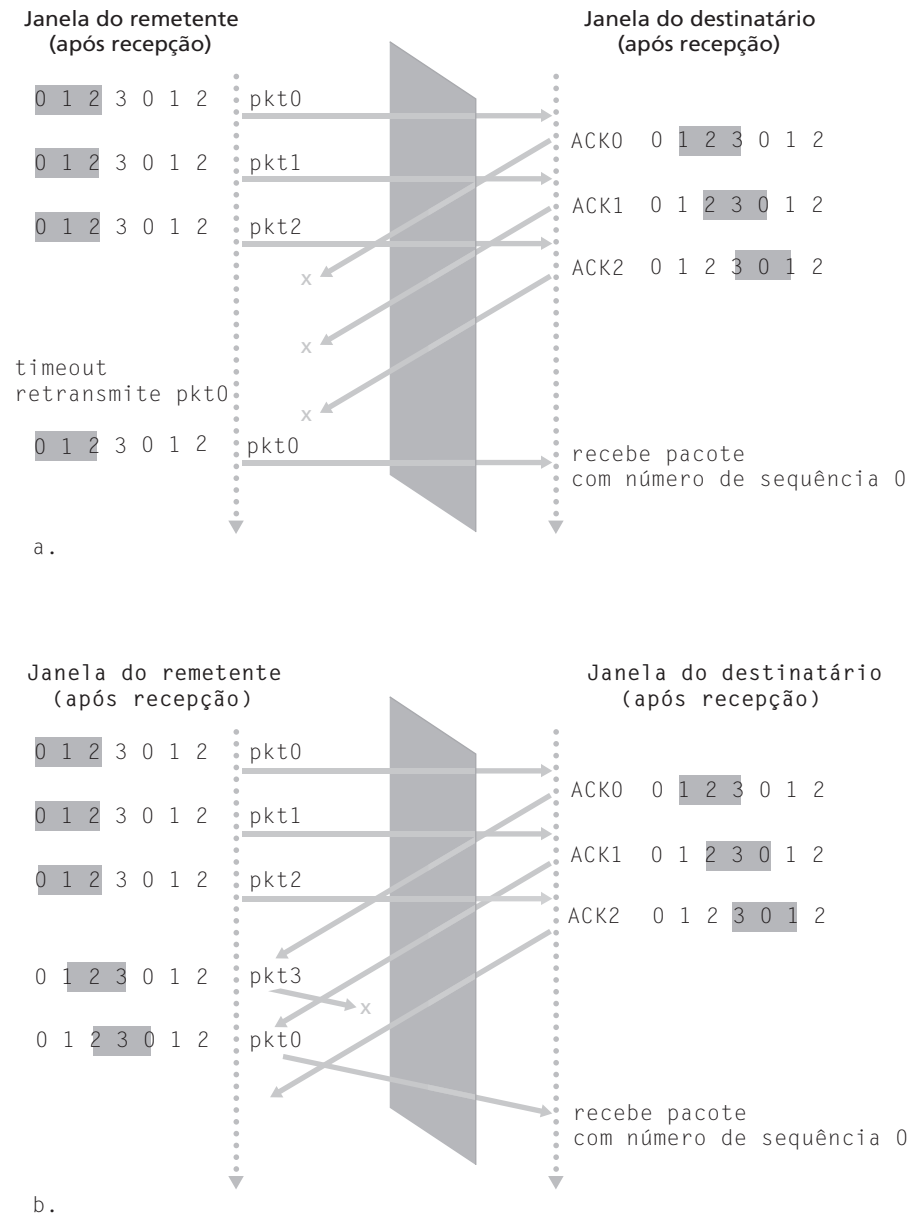 Janela do remetente
(após recepção)
Janela do destinatário
(após recepção)
0 1 2 3 0 1 2 pkt0
ACK0 0 1 2 3 0 1 2
0 1 2 3 0 1 2 pkt1
ACK1 0 1 2 3 0 1 2
0 1 2 3 0 1 2 pkt2
ACK2 0 1 2 3 0 1 2
x
x
timeout
retransmite pkt0
x
0 1 2 3 0 1 2 pkt0
recebe pacote
com número de sequência 0
a.
Janela do remetente
(após recepção)
Janela do destinatário
(após recepção)
0 1 2 3 0 1 2 pkt0
ACK0 0 1 2 3 0 1 2
0 1 2 3 0 1 2 pkt1
ACK1 0 1 2 3 0 1 2
0 1 2 3 0 1 2 pkt2
ACK2 0 1 2 3 0 1 2
0 1 2 3 0 1 2 pkt3
x
0 1 2 3 0 1 2 pkt0
recebe pacote
com número de sequência 0
b.